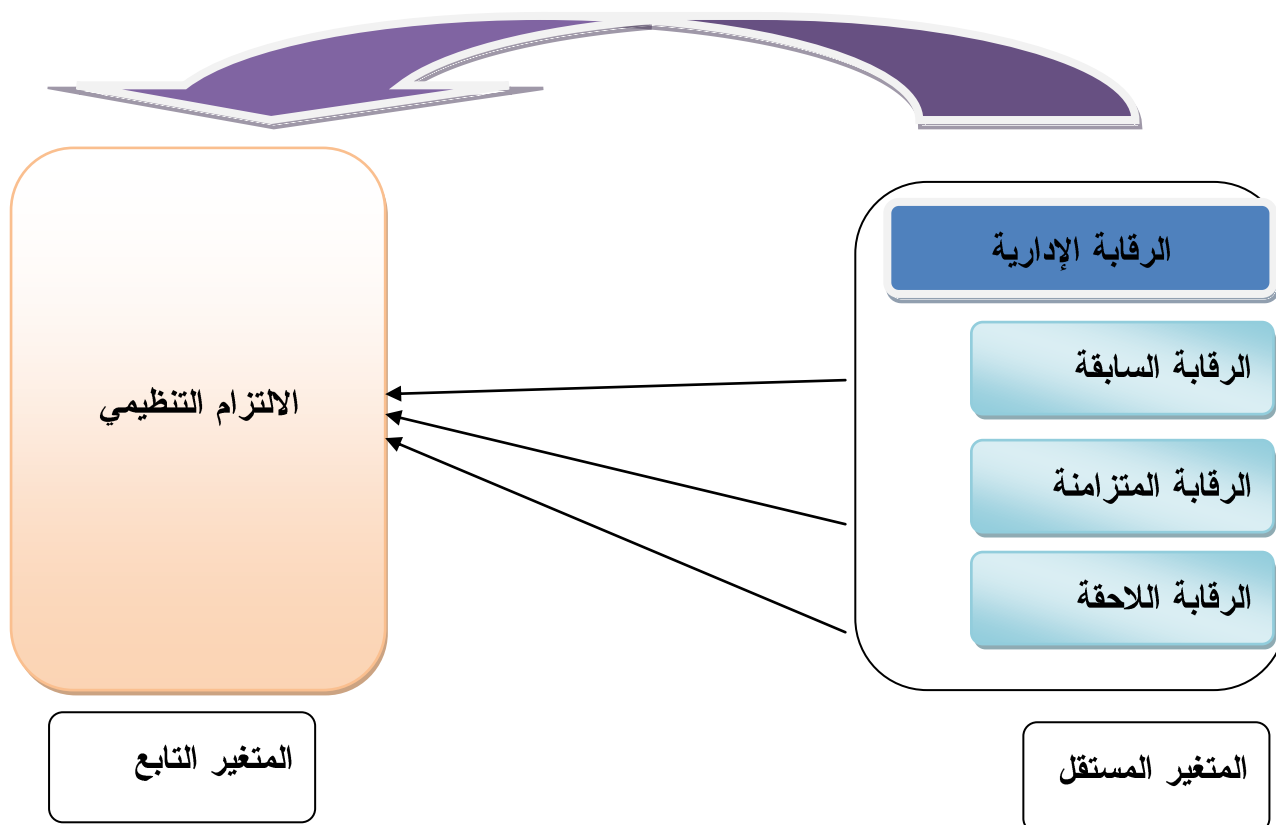 الرقابة الإدارية
الرقابة السابقة
الرقابة المتزامنة
الرقابة اللاحقة
الالتزام التنظيمي
المتغير المستقل
المتغير التابع